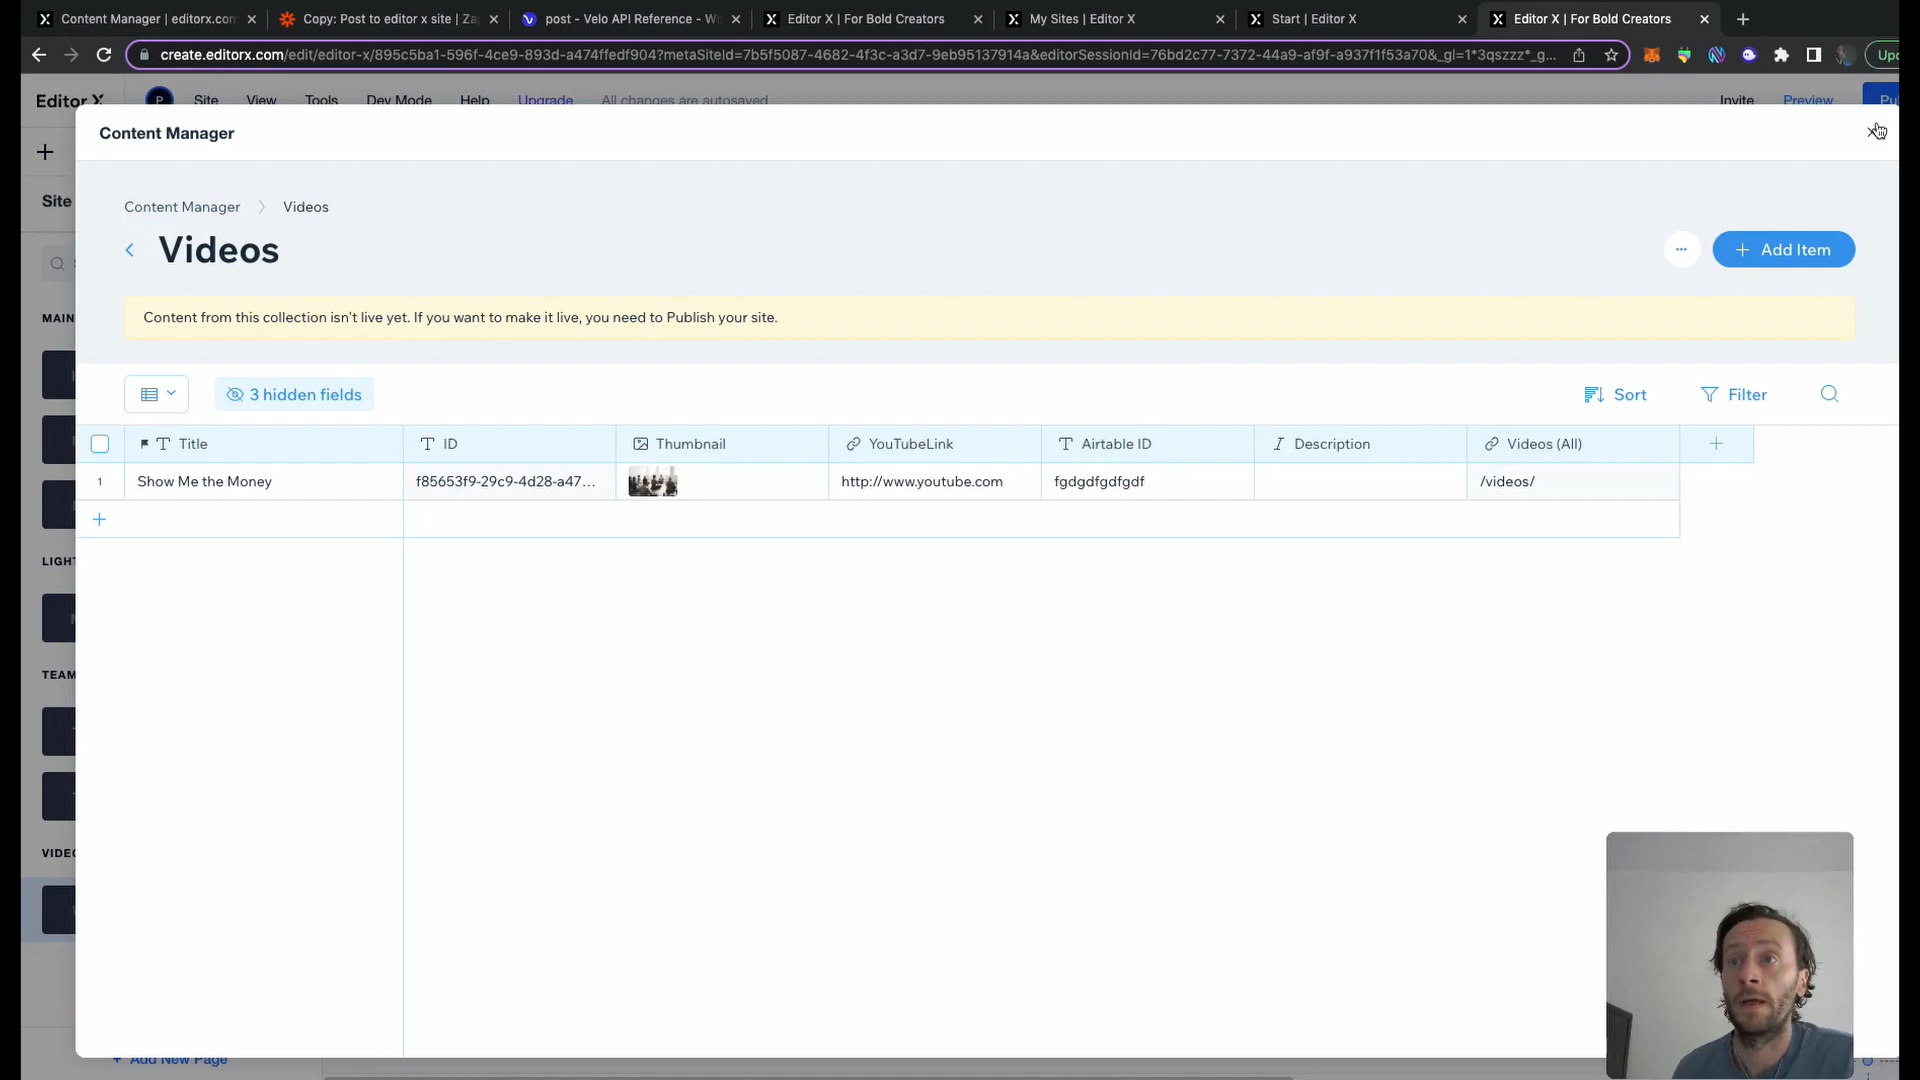 Content Manager | editorx.com
Copy: Post to editor x site | Za
post - Velo API Reference - Wi
Editor X | For Bold Creators
My Sites | Editor X
Start | Editor X
Editor X | For Bold Creators
create.editorx.com/edit/editor-x/895c5ba1-596f-4ce9-893d-a474ffedf904?metaSiteId=7b5f5087-4682-4f3c-a3d7-9eb95137914a&editorSessionId=76bd2c77-7372-44a9-af9f-a937f1f53a70&_gl=1*3qszzz*_g...
Upd
Editor X
P
Site
View
Tools
Dev Mode
Help
Upgrade
All changes are autosaved
Invite
Preview
Pu
Content Manager
Site
Content Manager
Videos
Videos
Add Item
Content from this collection isn't live yet. If you want to make it live, you need to Publish your site.
MAIN
3 hidden fields
Sort
Filter
Title
ID
Thumbnail
YouTubeLink
Airtable ID
Description
Videos (All)
1
Show Me the Money
f85653f9-29c9-4d28-a47...
http://www.youtube.com
fgdgdfgdfgdf
/videos/
LIGHT
TEAM
VIDEO
+ Add New Page